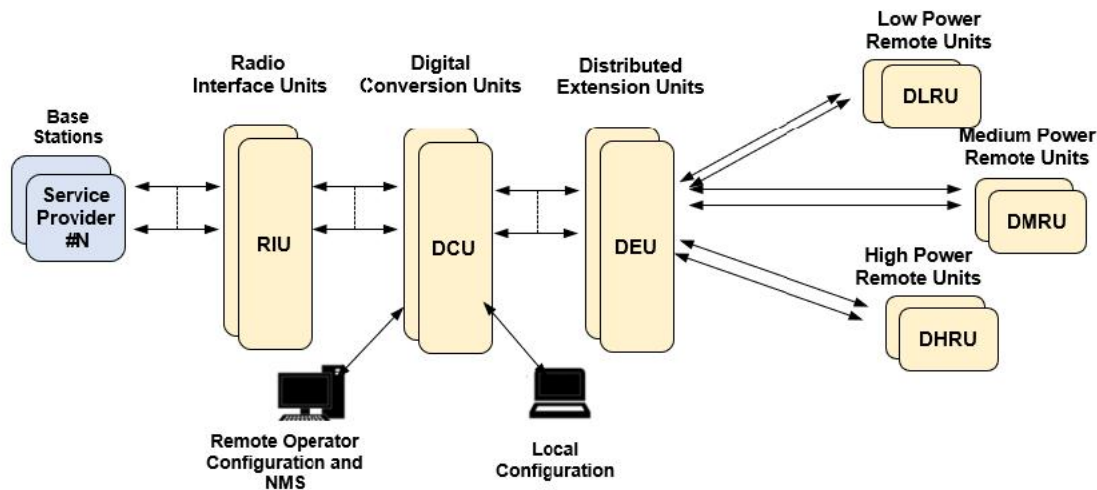 Base
Stations
Service
Provider
#N
Radio
Interface Units
RIU
Digital
Conversion Units
DCU
Distributed
Extension Units
DEU
Low Power
Remote Units
DLRU
Medium Power
Remote Units
DMRU
High Power
Remote Units
DHRU
Remote Operator
Configuration and
NMS
Local
Configuration